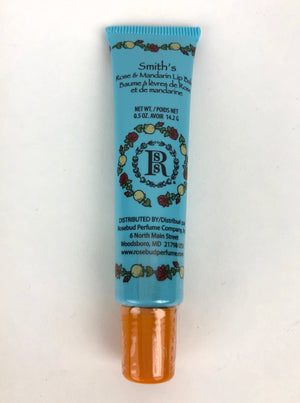 Smith's
Rose & Mandarin Lip Balm
Baume à lèvres de Rose
et de mandarine
NET WT. / POIDS NET
0.5 OZ. AVOIR 14.2 G
R
S
S
DISTRIBUTED BY/Distribué
Rosebud Perfume Company,
6 North Main Street
Woodsboro, MD 21798
www.rosebudperfume.com